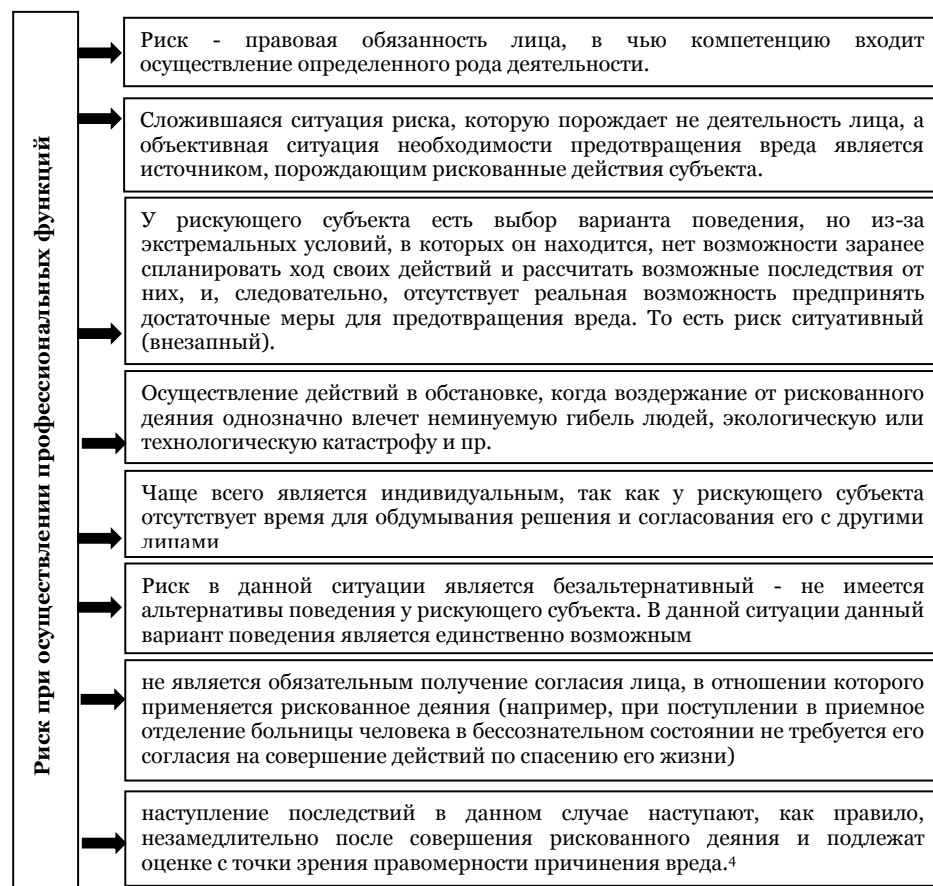 Риск при осуществлении профессиональных функций
Риск - правовая обязанность лица, в чью компетенцию входит
осуществление определенного рода деятельности.
Сложившаяся ситуация риска, которую порождает не деятельность лица, а
объективная ситуация необходимости предотвращения вреда является
источником, порождающим рискованные действия субъекта.
У рискующего субъекта есть выбор варианта поведения, но из-за
экстремальных условий, в которых он находится, нет возможности заранее
спланировать ход своих действий и рассчитать возможные последствия от
них, и, следовательно, отсутствует реальная возможность предпринять
достаточные меры для предотвращения вреда. То есть риск ситуативный
(внезапный).
Осуществление действий в обстановке, когда воздержание от рискованного
деяния однозначно влечет неминуемую гибель людей, экологическую или
технологическую катастрофу и пр.
Чаще всего является индивидуальным, так как у рискующего субъекта
отсутствует время для обдумывания решения и согласования его с другими
лицами
Риск в данной ситуации является безальтернативный - не имеется
альтернативы поведения у рискующего субъекта. В данной ситуации данный
вариант поведения является единственно возможным
не является обязательным получение согласия лица, в отношении которого
применяется рискованное деяния (например, при поступлении в приемное
отделение больницы человека в бессознательном состоянии не требуется его
согласия на совершение действий по спасению его жизни)
наступление последствий в данном случае наступают, как правило,
незамедлительно после совершения рискованного деяния и подлежат
оценке с точки зрения правомерности причинения вреда.⁴